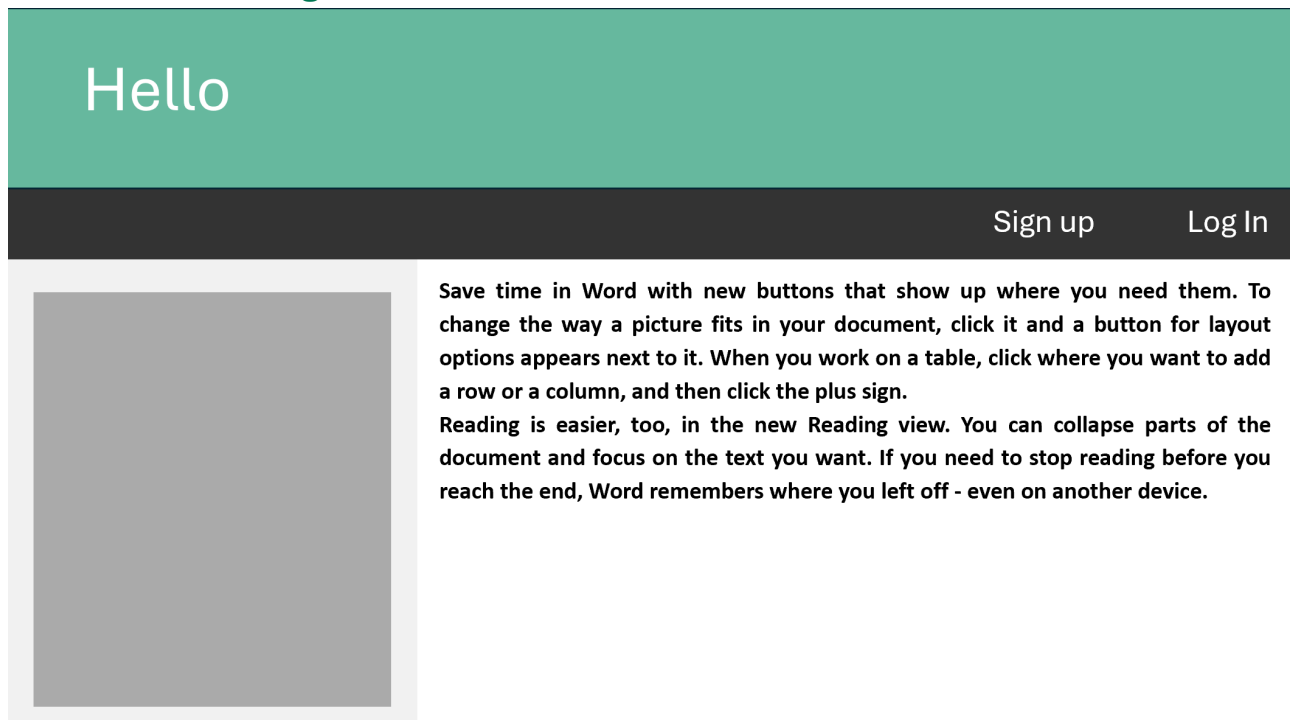 Hello
Sign up
Log In
Save time in Word with new buttons that show up where you need them. To
change the way a picture fits in your document, click it and a button for layout
options appears next to it. When you work on a table, click where you want to add
a row or a column, and then click the plus sign.
Reading is easier, too, in the new Reading view. You can collapse parts of the
document and focus on the text you want. If you need to stop reading before you
reach the end, Word remembers where you left off - even on another device.